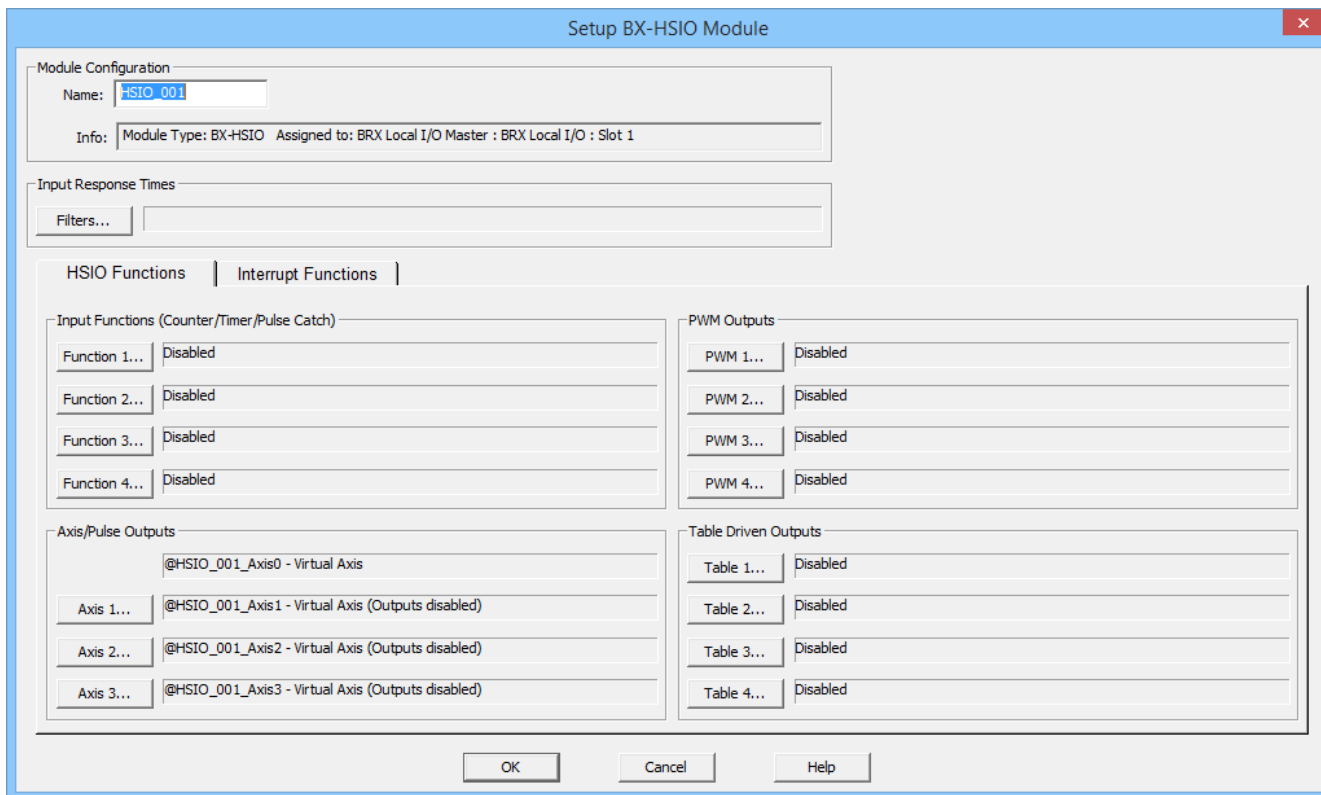 Setup BX-HSIO Module
Module Configuration
Name: HSIO_001
Info: Module Type: BX-HSIO Assigned to: BRX Local I/O Master : BRX Local I/O : Slot 1
Input Response Times
Filters...
HSIO Functions Interrupt Functions
Input Functions (Counter/Timer/Pulse Catch)
Function 1... Disabled
Function 2... Disabled
Function 3... Disabled
Function 4... Disabled
PWM Outputs
PWM 1... Disabled
PWM 2... Disabled
PWM 3... Disabled
PWM 4... Disabled
Axis/Pulse Outputs
@HSIO_001_Axis0 - Virtual Axis
Axis 1... @HSIO_001_Axis1 - Virtual Axis (Outputs disabled)
Axis 2... @HSIO_001_Axis2 - Virtual Axis (Outputs disabled)
Axis 3... @HSIO_001_Axis3 - Virtual Axis (Outputs disabled)
Table Driven Outputs
Table 1... Disabled
Table 2... Disabled
Table 3... Disabled
Table 4... Disabled
OK Cancel Help